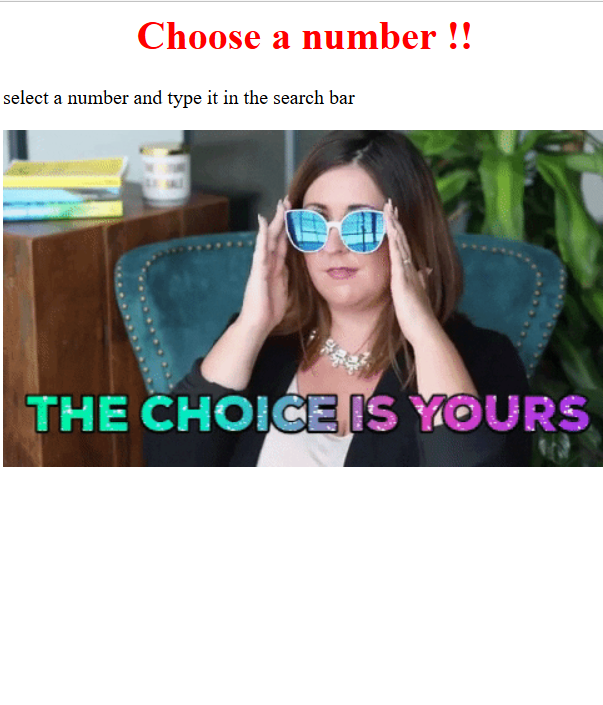 Choose a number !!
select a number and type it in the search bar
THE CHOICE IS YOURS